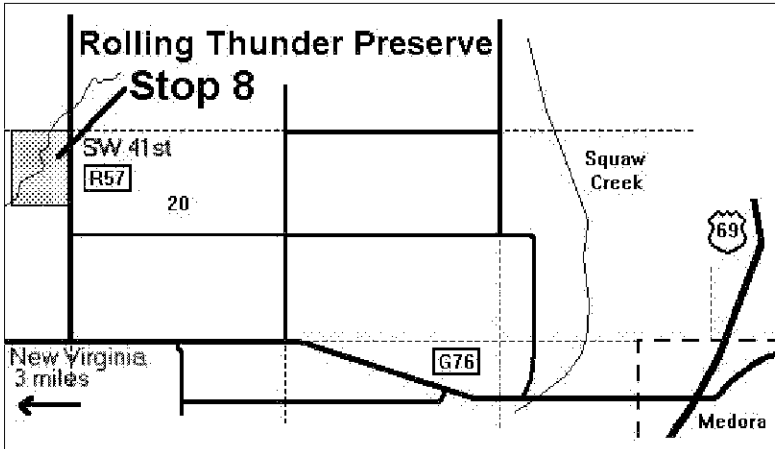 Rolling Thunder Preserve
Stop 8
SW 41st
R57
20
Squaw
Creek
69
New Virginia
3 miles
G76
Medora